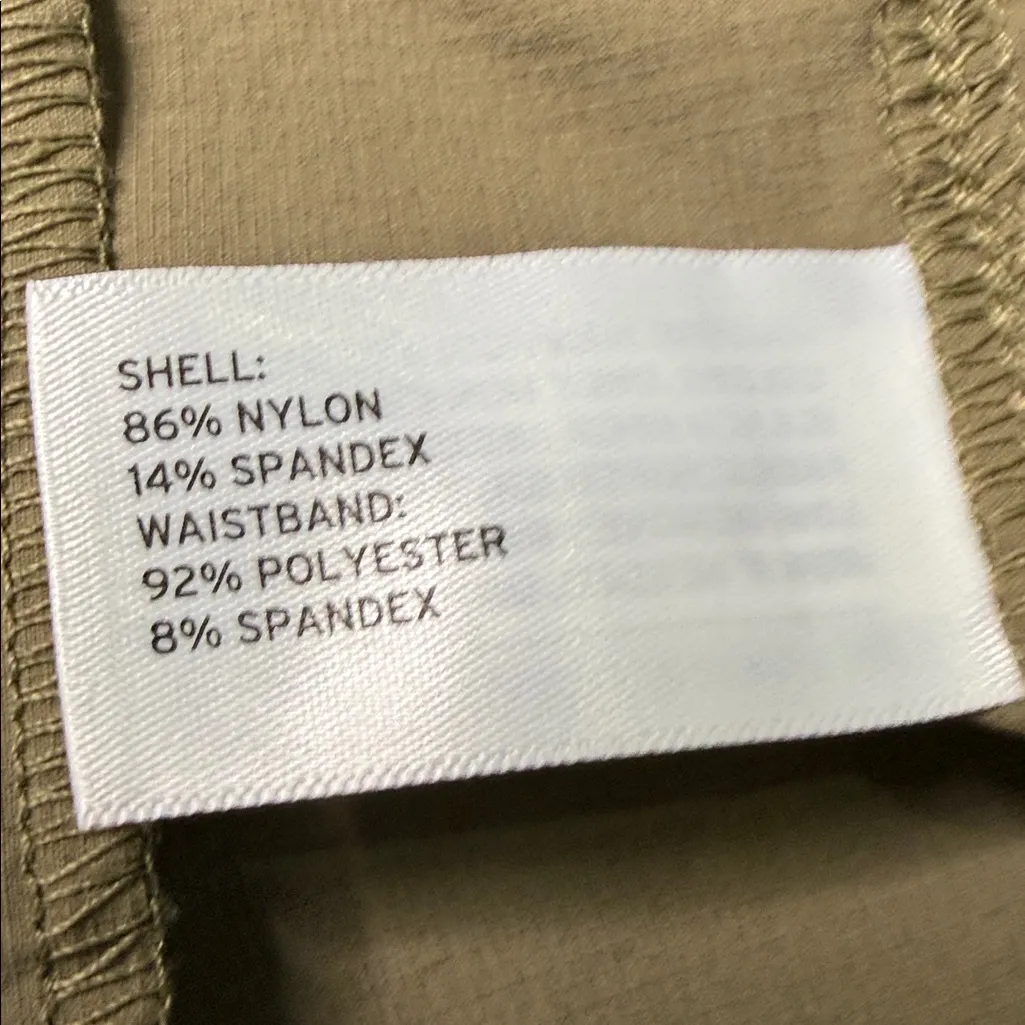 SHELL:
86% NYLON
14% SPANDEX
WAISTBAND:
92% POLYESTER
8% SPANDEX